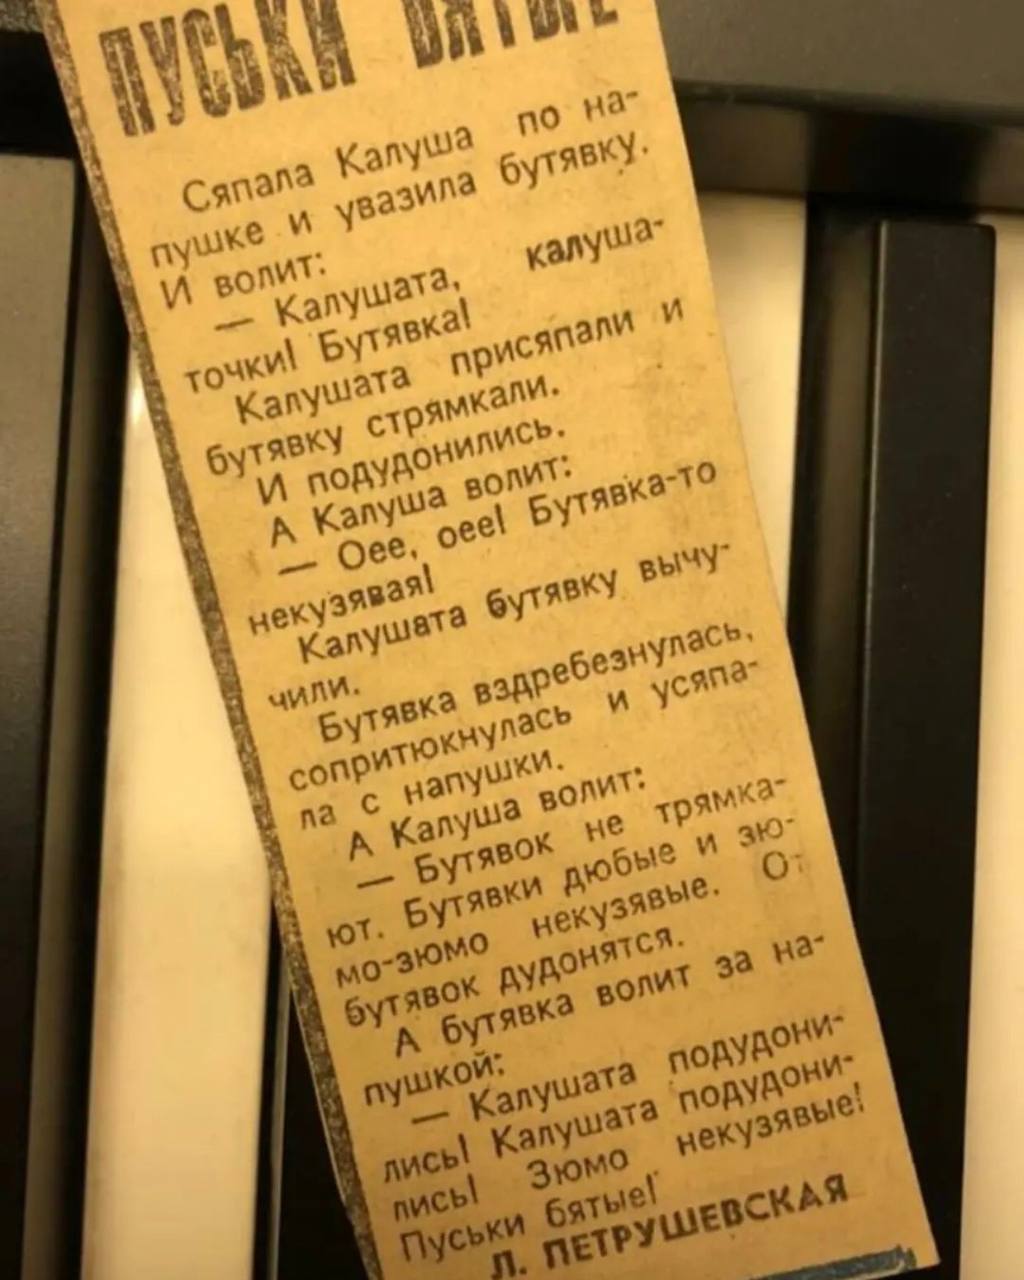 ПУСЬКИ БЯТЫЕ
Сяпала Калуша по на-
пушке и увазила бутявку.
И волит:
— Калушата, калуша-
точки! Бутявка!
Калушата присяпали и
бутявку стрямкали.
И подудонились.
А Калуша волит:
— Оее, оее! Бутявка-то
некузявая!
Калушата бутявку вычу-
чили.
Бутявка вздребезнулась,
сопритюкнулась и усяпа-
ла с напушки.
А Калуша волит:
— Бутявок не трямка-
ют. Бутявки дюбые и зю-
мо-зюмо некузявые. От
бутявок дудонятся.
А бутявка волит за на-
пушкой:
— Калушата подудони-
лись! Калушата подудони-
лись! Зюмо некузявые!
Пуськи бятые!
Л. ПЕТРУШЕВСКАЯ